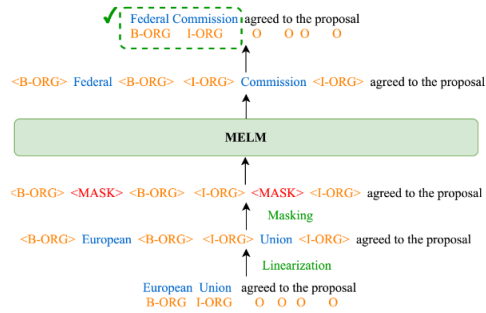 ✓ Federal Commission agreed to the proposal
B-ORG I-ORG O O O O
<B-ORG> Federal <B-ORG> <I-ORG> Commission <I-ORG> agreed to the proposal
MELM
<B-ORG> <MASK> <B-ORG> <I-ORG> <MASK> <I-ORG> agreed to the proposal
Masking
<B-ORG> European <B-ORG> <I-ORG> Union <I-ORG> agreed to the proposal
Linearization
European Union agreed to the proposal
B-ORG I-ORG O O O O